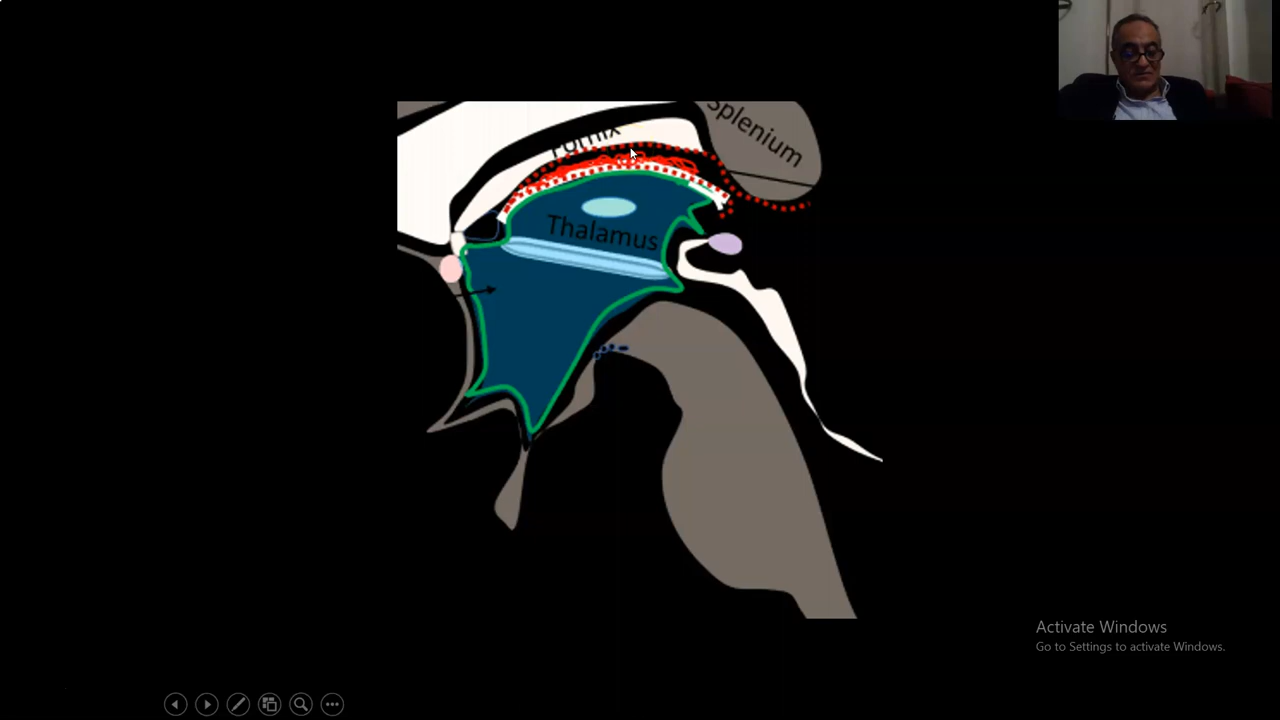 Splenium
Fornix
Thalamus
Activate Windows
Go to Settings to activate Windows.